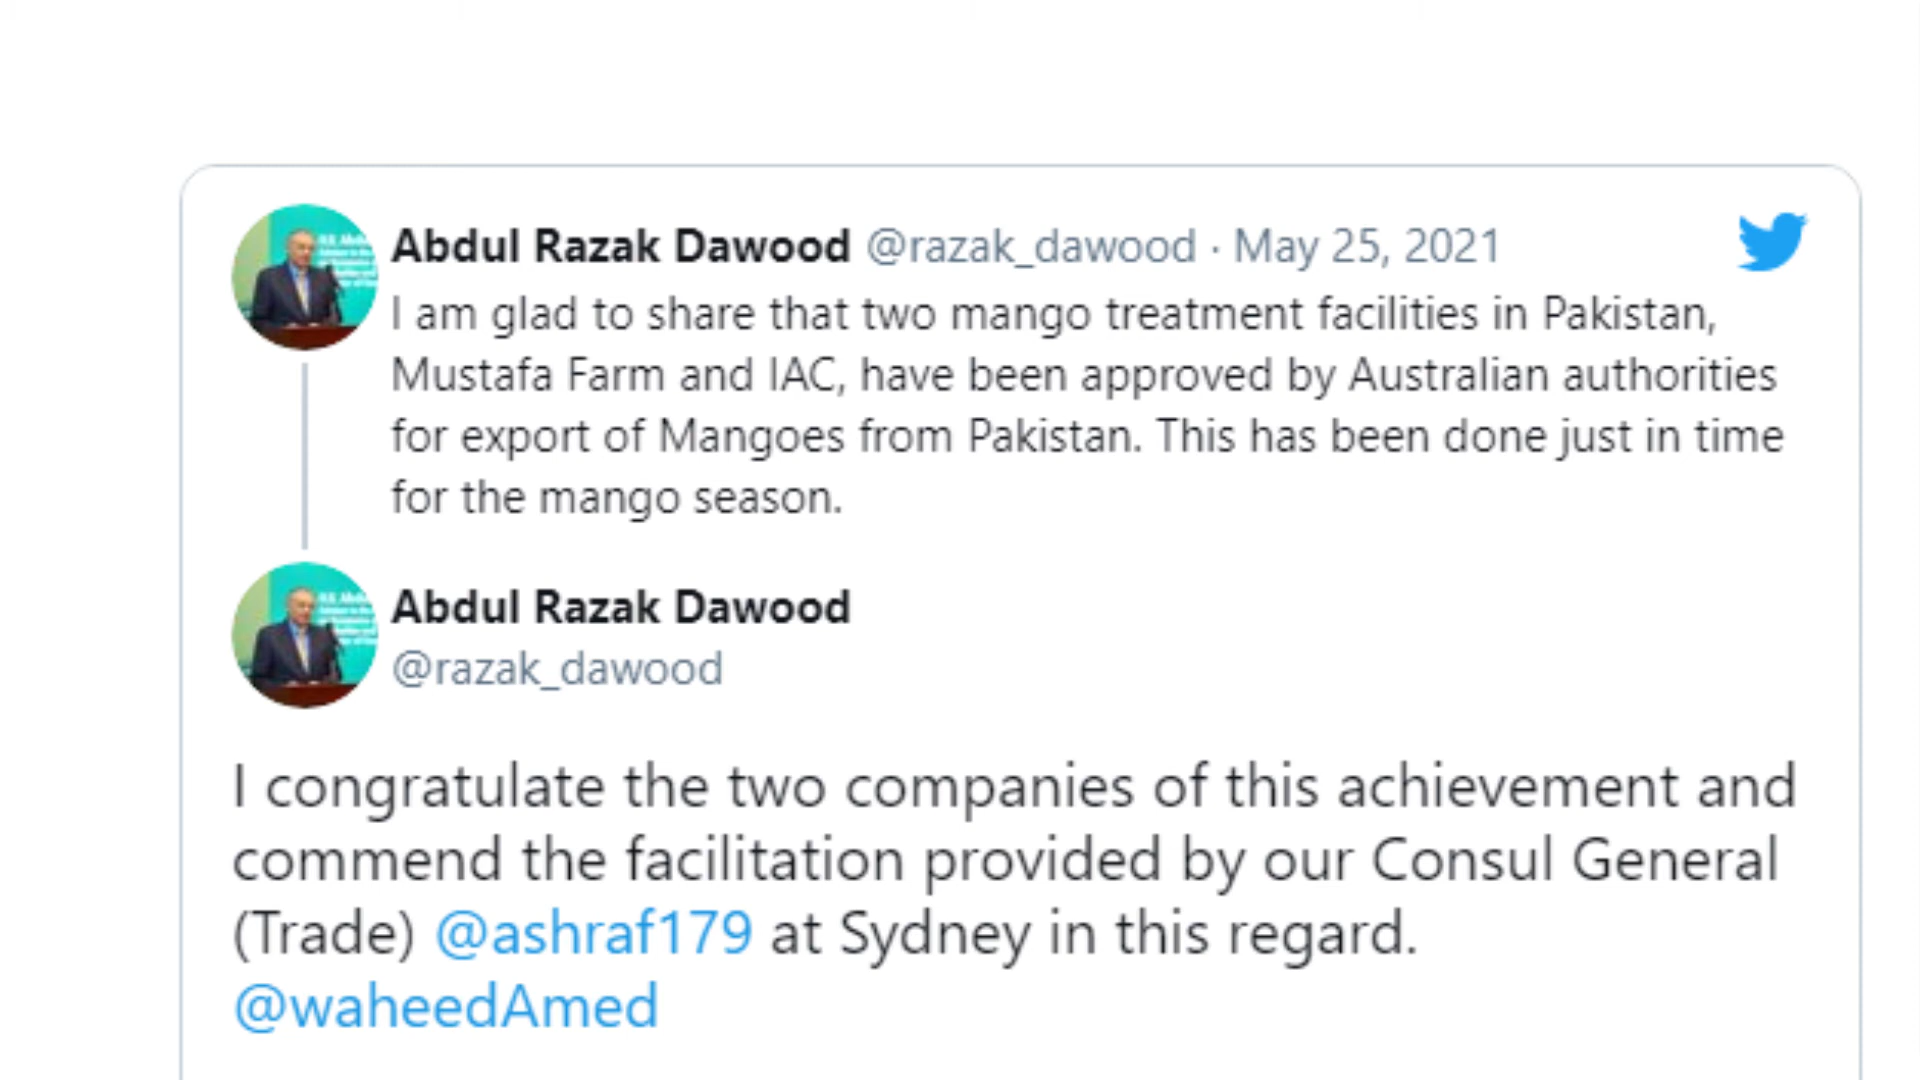 Abdul Razak Dawood @razak_dawood · May 25, 2021
I am glad to share that two mango treatment facilities in Pakistan,
Mustafa Farm and IAC, have been approved by Australian authorities
for export of Mangoes from Pakistan. This has been done just in time
for the mango season.
Abdul Razak Dawood
@razak_dawood
I congratulate the two companies of this achievement and
commend the facilitation provided by our Consul General
(Trade) @ashraf179 at Sydney in this regard.
@waheedAmed